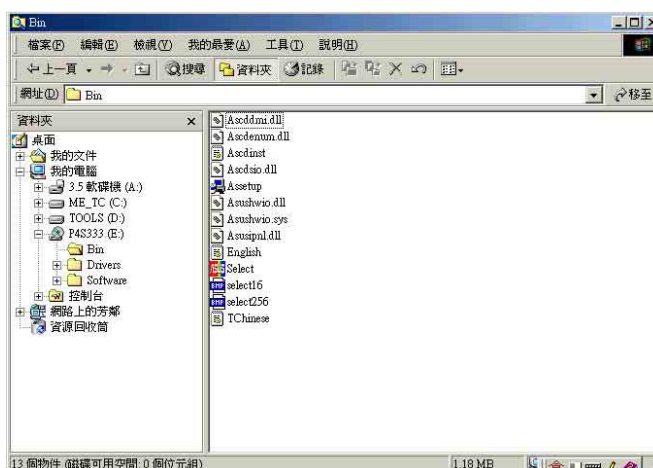 Bin
檔案(F) 編輯(E) 檢視(V) 我的最愛(A) 工具(T) 說明(H)
上一頁 搜尋 資料夾 記錄
網址(D) Bin 移至
資料夾
桌面
我的文件
我的電腦
3.5 軟碟機 (A:)
ME_TC (C:)
TOOLS (D:)
P4S333 (E:)
Bin
Drivers
Software
控制台
網路上的芳鄰
資源回收筒
Ascddmi.dll
Ascdenum.dll
Ascdinst
Ascdsio.dll
Assetup
Asushwio.dll
Asushwio.sys
Asusipnl.dll
English
Select
select16
select256
TChinese
13 個物件 (磁碟可用空間: 0 個位元組) 1.18 MB